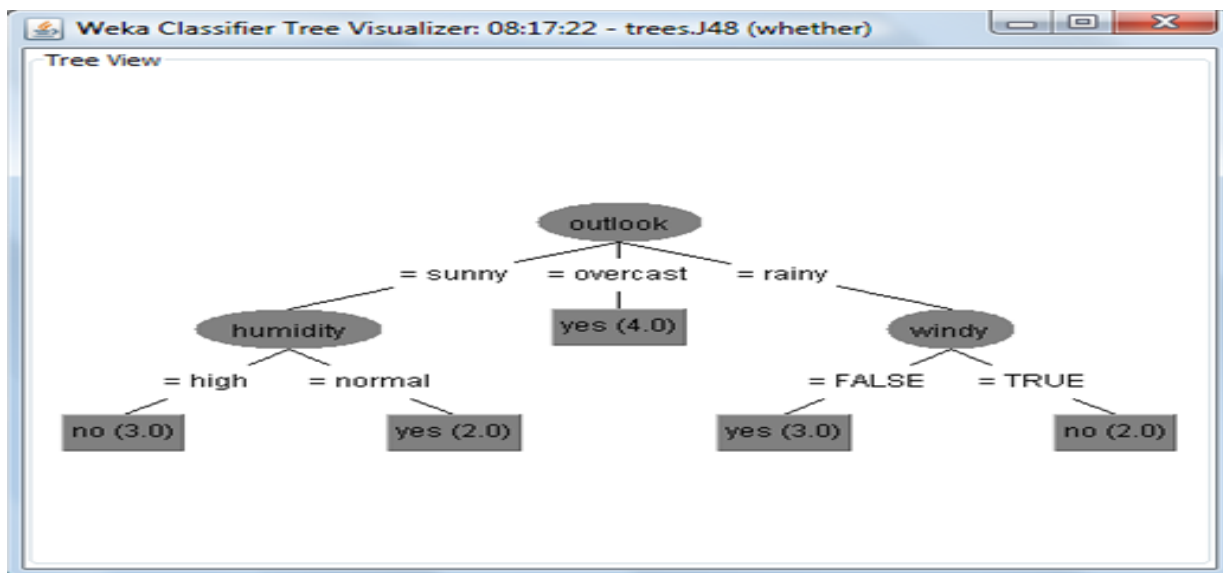 Weka Classifier Tree Visualizer: 08:17:22 - trees.J48 (whether)
Tree View
outlook
= sunny = overcast = rainy
humidity yes (4.0) windy
= high = normal = FALSE = TRUE
no (3.0) yes (2.0) yes (3.0) no (2.0)